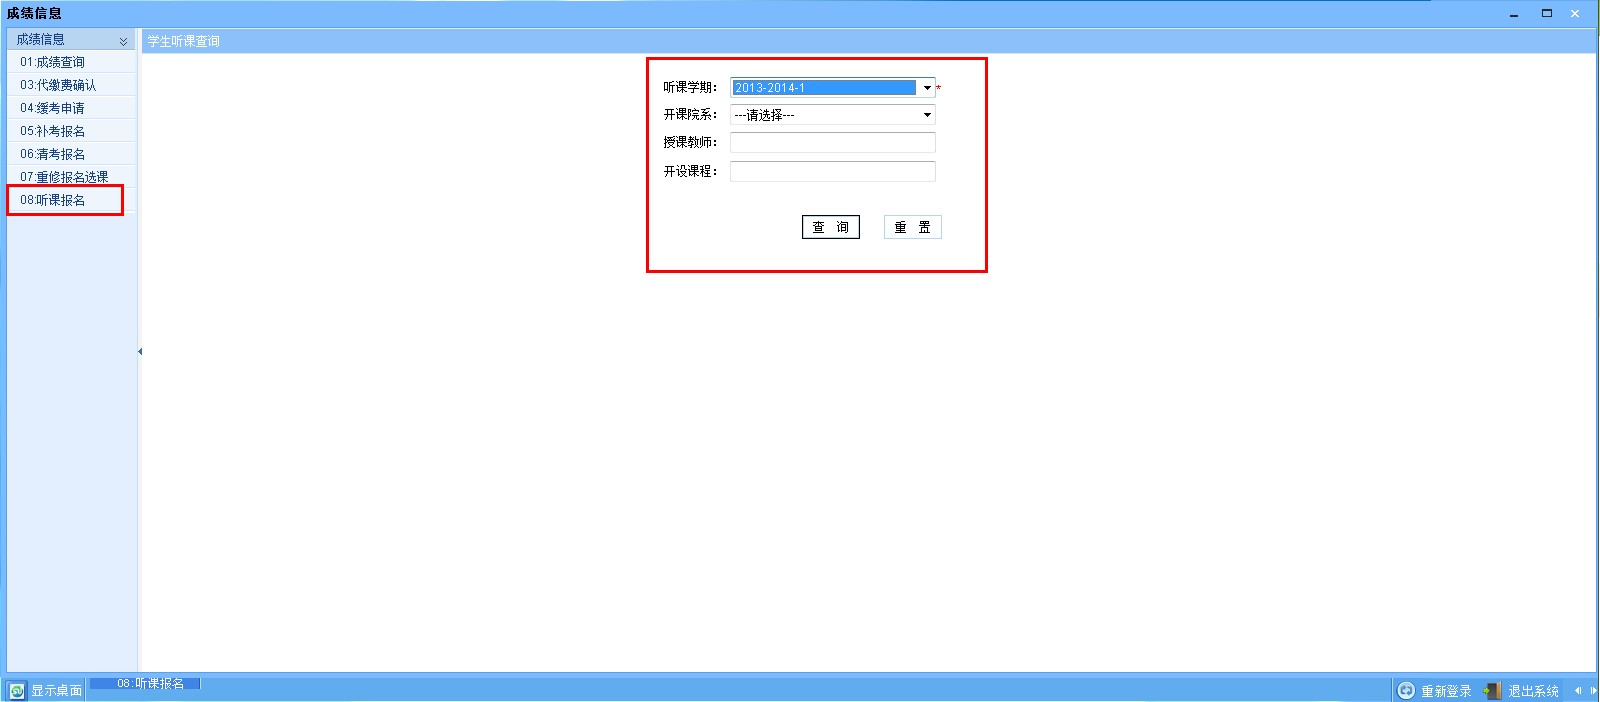 成绩信息
成绩信息
01:成绩查询
03:代缴费确认
04:缓考申请
05:补考报名
06:清考报名
07:重修报名选课
08:听课报名
学生听课查询
听课学期： 2013-2014-1 *
开课院系： ---请选择---
授课教师：
开设课程：
查 询 重 置
显示桌面 08:听课报名 重新登录 退出系统